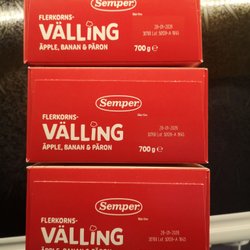 Semper
FLERKORNS-
VÄLLiNG
ÄPPLE, BANAN & PÄRON
700 g e
Semper
FLERKORNS-
VÄLLiNG
ÄPPLE, BANAN & PÄRON
700 g e
Semper
FLERKORNS-
VÄLLiNG
ÄPPLE, BANAN & PÄRON